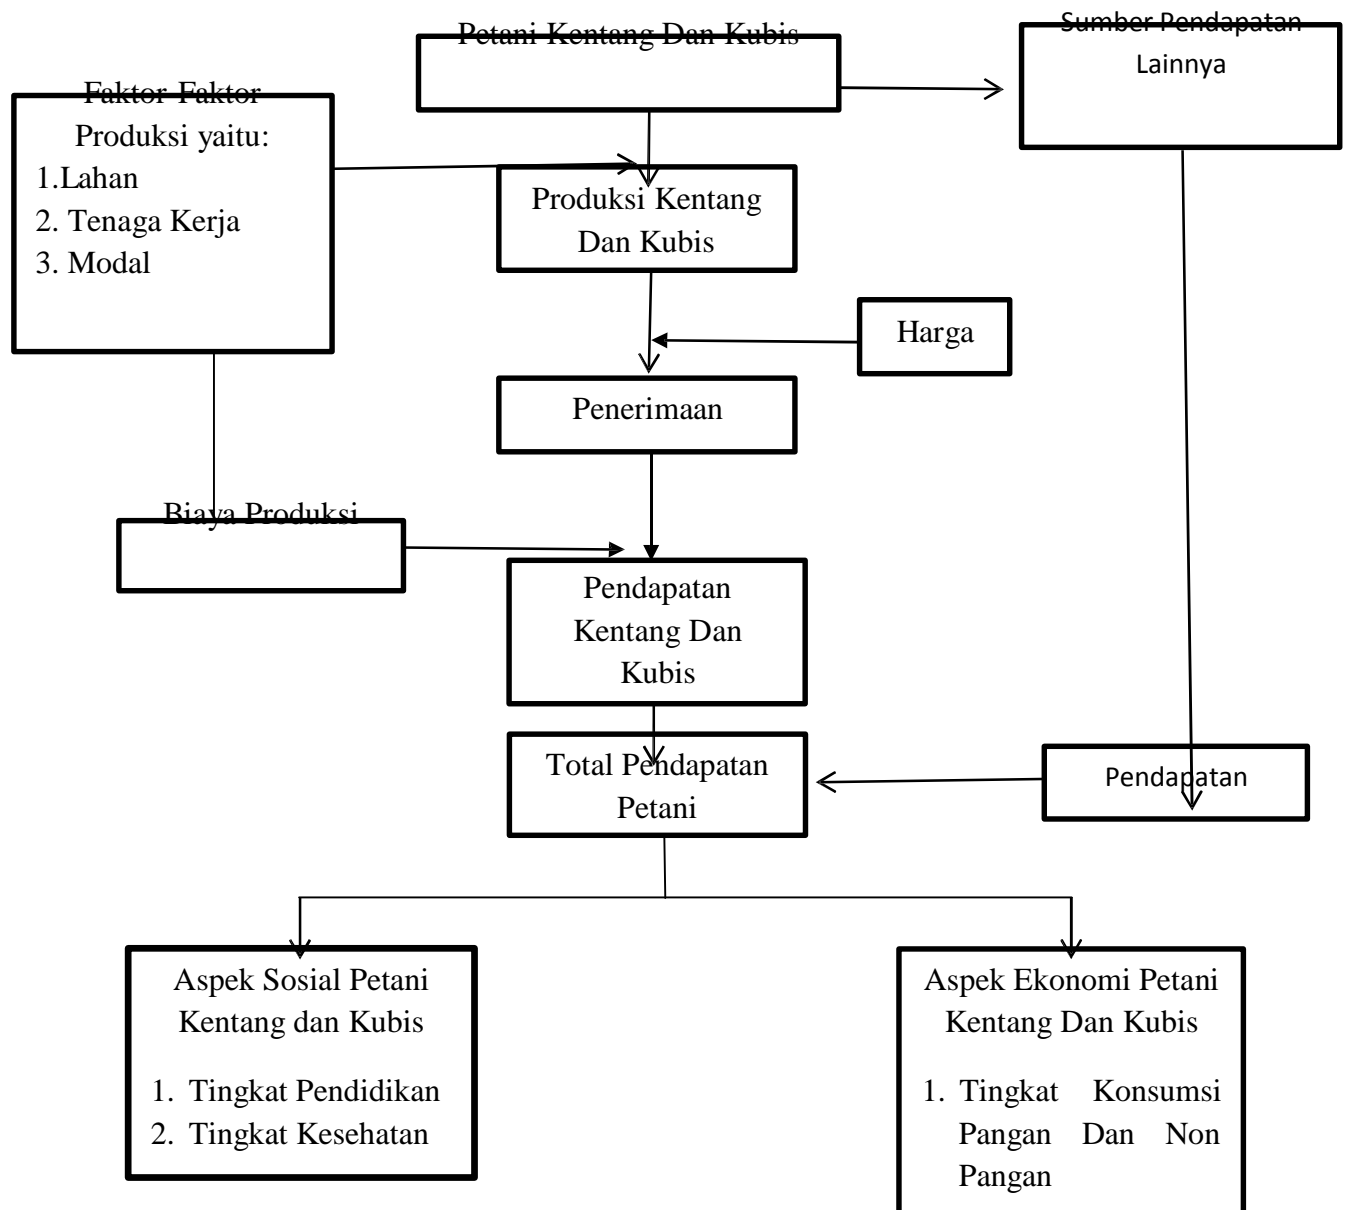 Petani Kentang Dan Kubis
Sumber Pendapatan
Lainnya
Faktor-Faktor
Produksi yaitu:
1.Lahan
2. Tenaga Kerja
3. Modal
Produksi Kentang
Dan Kubis
Harga
Penerimaan
Biaya Produksi
Pendapatan
Kentang Dan
Kubis
Total Pendapatan
Petani
Pendapatan
Aspek Sosial Petani
Kentang dan Kubis
1. Tingkat Pendidikan
2. Tingkat Kesehatan
Aspek Ekonomi Petani
Kentang Dan Kubis
1. Tingkat Konsumsi
Pangan Dan Non
Pangan